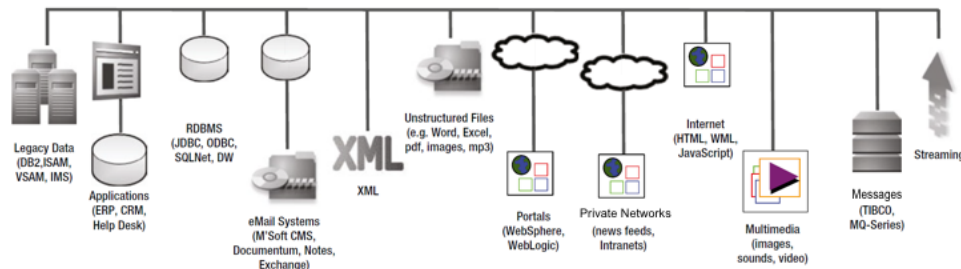 Legacy Data
(DB2,ISAM,
VSAM, IMS)
Applications
(ERP, CRM,
Help Desk)
RDBMS
(JDBC, ODBC,
SQLNet, DW
eMail Systems
(M'Soft CMS,
Documentum, Notes,
Exchange)
XML
XML
Unstructured Files
(e.g. Word, Excel,
pdf, images, mp3)
Portals
(WebSphere,
WebLogic)
Private Networks
(news feeds,
Intranets)
Internet
(HTML, WML,
JavaScript)
Multimedia
(images,
sounds, video)
Messages
(TIBCO,
MQ-Series)
Streaming